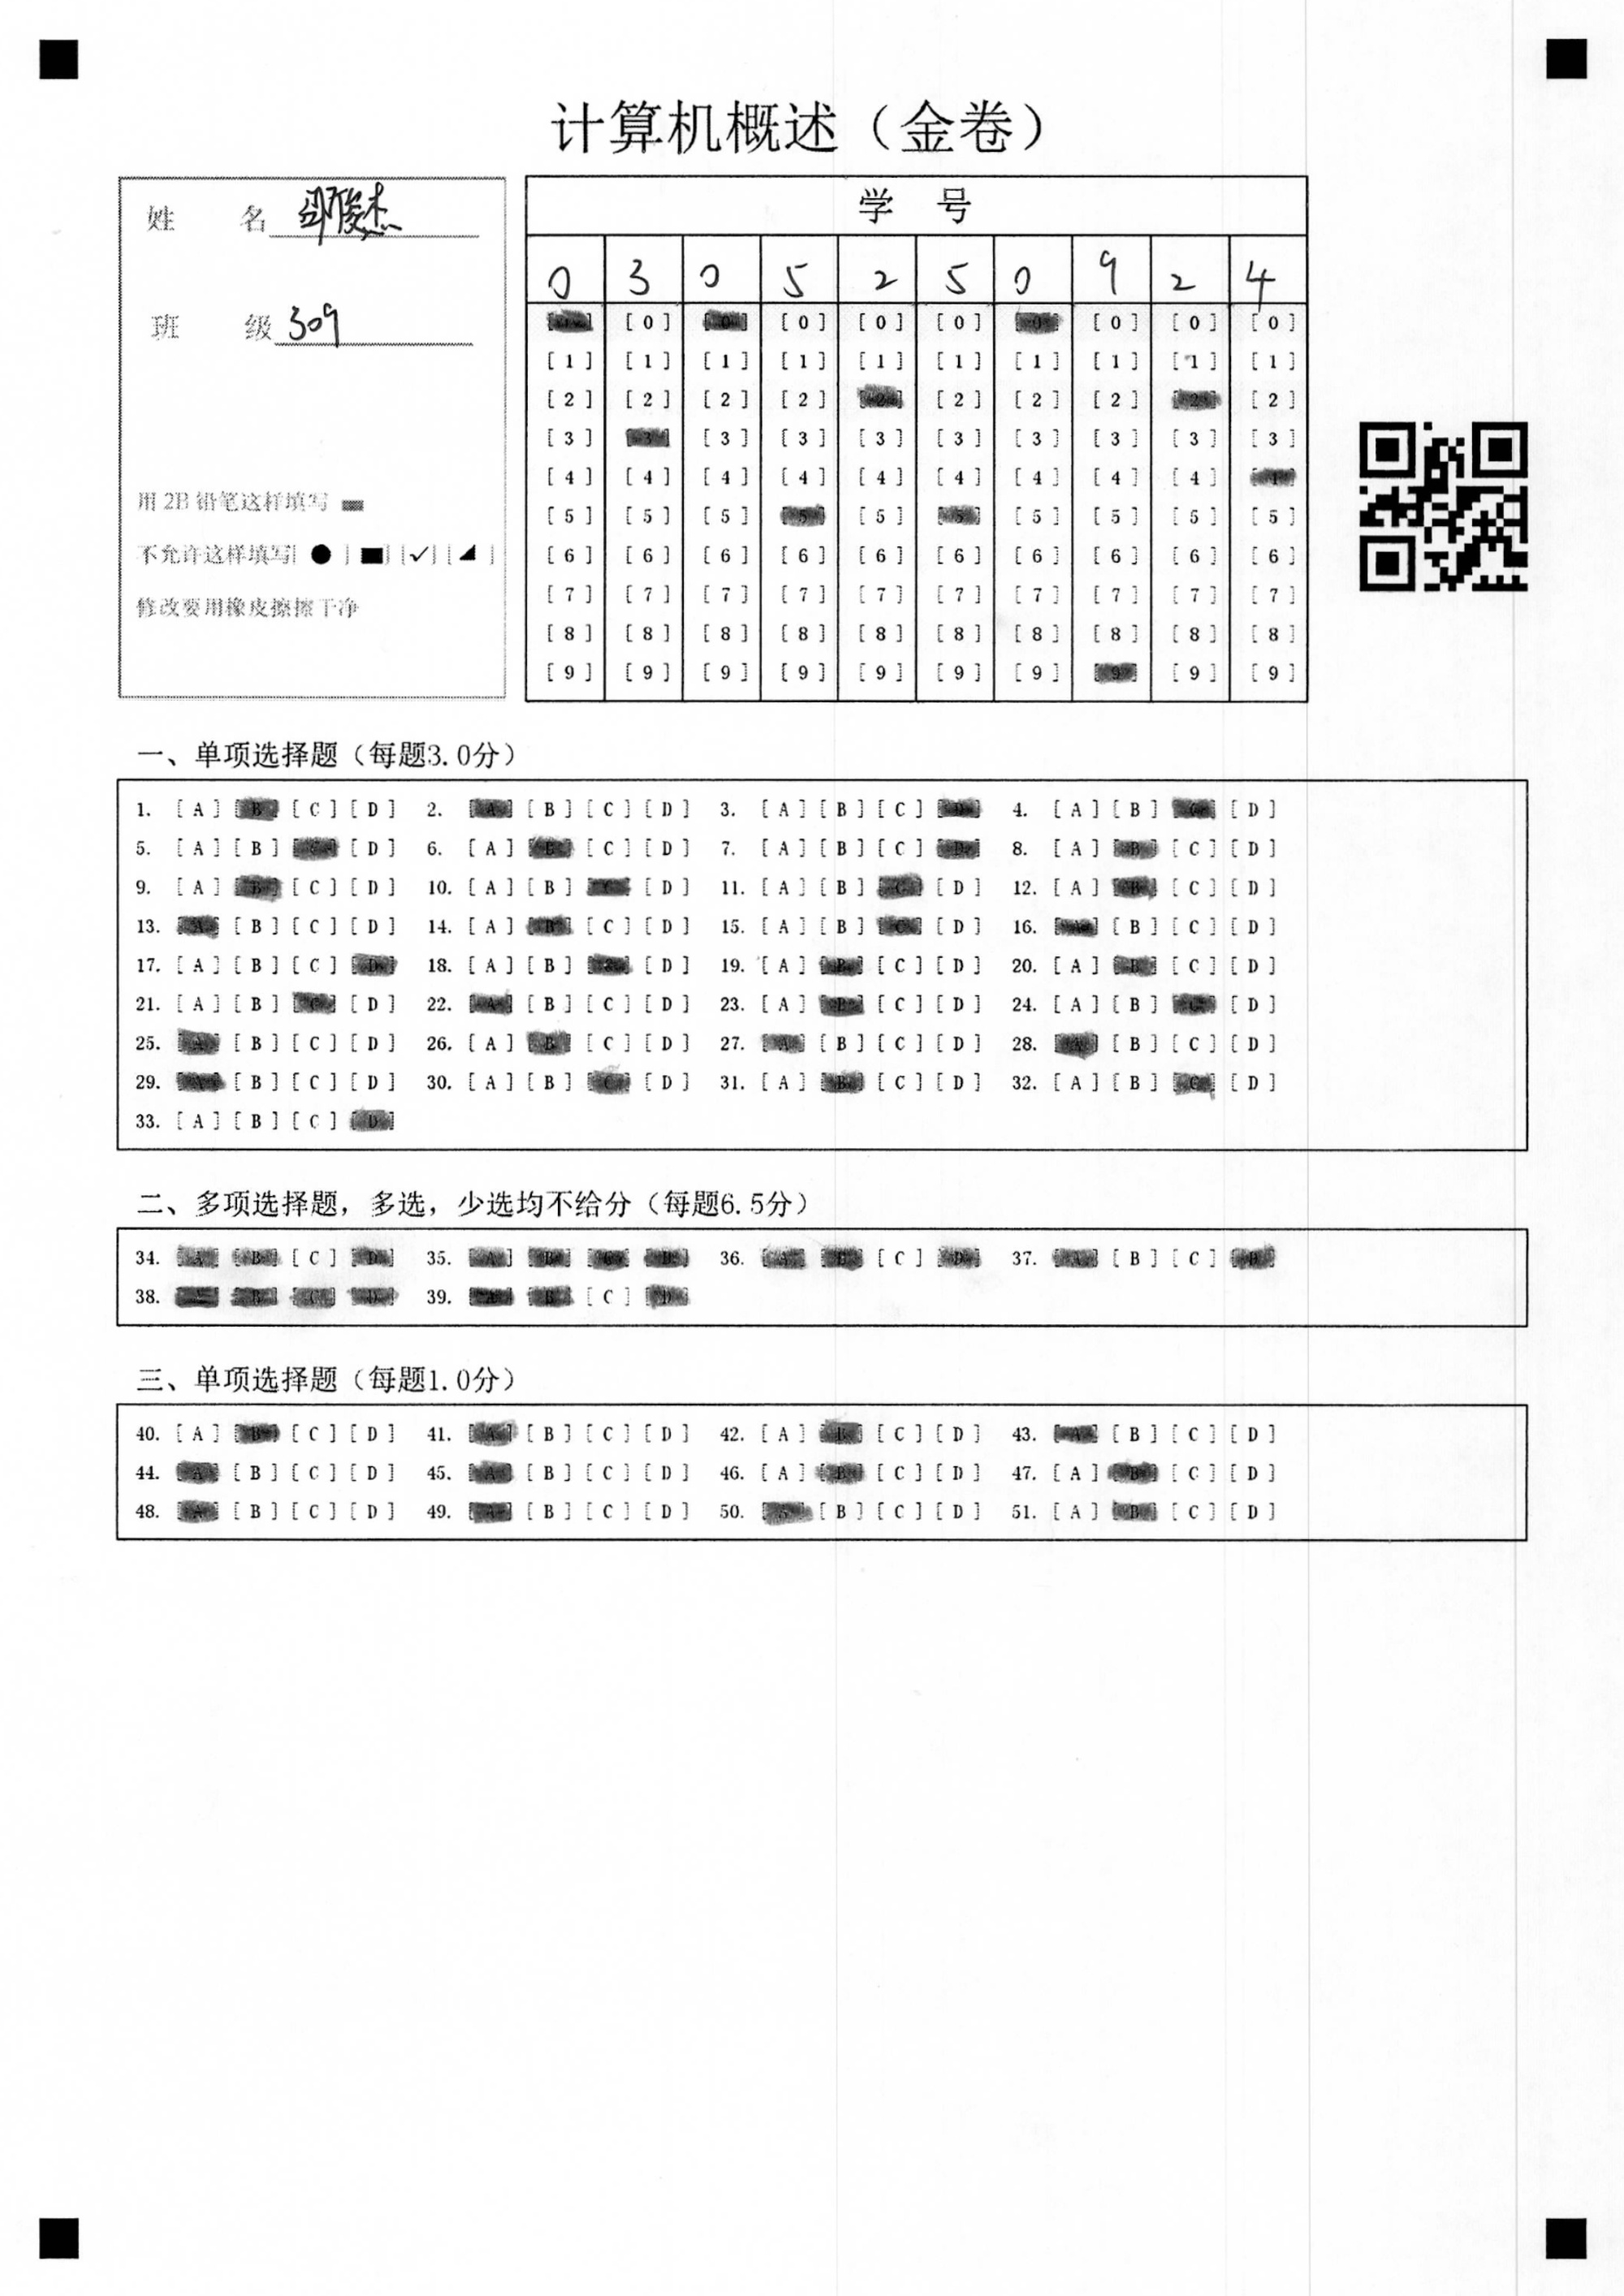 计算机概述（金卷）
姓 名 邵俊杰
班 级 309
用 2B 铅笔这样填写
不允许这样填写[ ● ] [■] [✓] [◢ ]
修改要用橡皮擦擦干净
学 号
0 3 0 5 2 5 0 9 2 4
[0] [0] [0] [0] [0] [0] [0] [0] [0] [0]
[1] [1] [1] [1] [1] [1] [1] [1] [1] [1]
[2] [2] [2] [2] [2] [2] [2] [2] [2] [2]
[3] [3] [3] [3] [3] [3] [3] [3] [3] [3]
[4] [4] [4] [4] [4] [4] [4] [4] [4] [4]
[5] [5] [5] [5] [5] [5] [5] [5] [5] [5]
[6] [6] [6] [6] [6] [6] [6] [6] [6] [6]
[7] [7] [7] [7] [7] [7] [7] [7] [7] [7]
[8] [8] [8] [8] [8] [8] [8] [8] [8] [8]
[9] [9] [9] [9] [9] [9] [9] [9] [9] [9]
一、单项选择题（每题3.0分）
1. [A] [B] [C] [D] 2. [A] [B] [C] [D] 3. [A] [B] [C] [D] 4. [A] [B] [C] [D]
5. [A] [B] [C] [D] 6. [A] [B] [C] [D] 7. [A] [B] [C] [D] 8. [A] [B] [C] [D]
9. [A] [B] [C] [D] 10. [A] [B] [C] [D] 11. [A] [B] [C] [D] 12. [A] [B] [C] [D]
13. [A] [B] [C] [D] 14. [A] [B] [C] [D] 15. [A] [B] [C] [D] 16. [A] [B] [C] [D]
17. [A] [B] [C] [D] 18. [A] [B] [C] [D] 19. [A] [B] [C] [D] 20. [A] [B] [C] [D]
21. [A] [B] [C] [D] 22. [A] [B] [C] [D] 23. [A] [B] [C] [D] 24. [A] [B] [C] [D]
25. [A] [B] [C] [D] 26. [A] [B] [C] [D] 27. [A] [B] [C] [D] 28. [A] [B] [C] [D]
29. [A] [B] [C] [D] 30. [A] [B] [C] [D] 31. [A] [B] [C] [D] 32. [A] [B] [C] [D]
33. [A] [B] [C] [D]
二、多项选择题，多选，少选均不给分（每题6.5分）
34. [A] [B] [C] [D] 35. [A] [B] [C] [D] 36. [A] [B] [C] [D] 37. [A] [B] [C] [D]
38. [A] [B] [C] [D] 39. [A] [B] [C] [D]
三、单项选择题（每题1.0分）
40. [A] [B] [C] [D] 41. [A] [B] [C] [D] 42. [A] [B] [C] [D] 43. [A] [B] [C] [D]
44. [A] [B] [C] [D] 45. [A] [B] [C] [D] 46. [A] [B] [C] [D] 47. [A] [B] [C] [D]
48. [A] [B] [C] [D] 49. [A] [B] [C] [D] 50. [A] [B] [C] [D] 51. [A] [B] [C] [D]